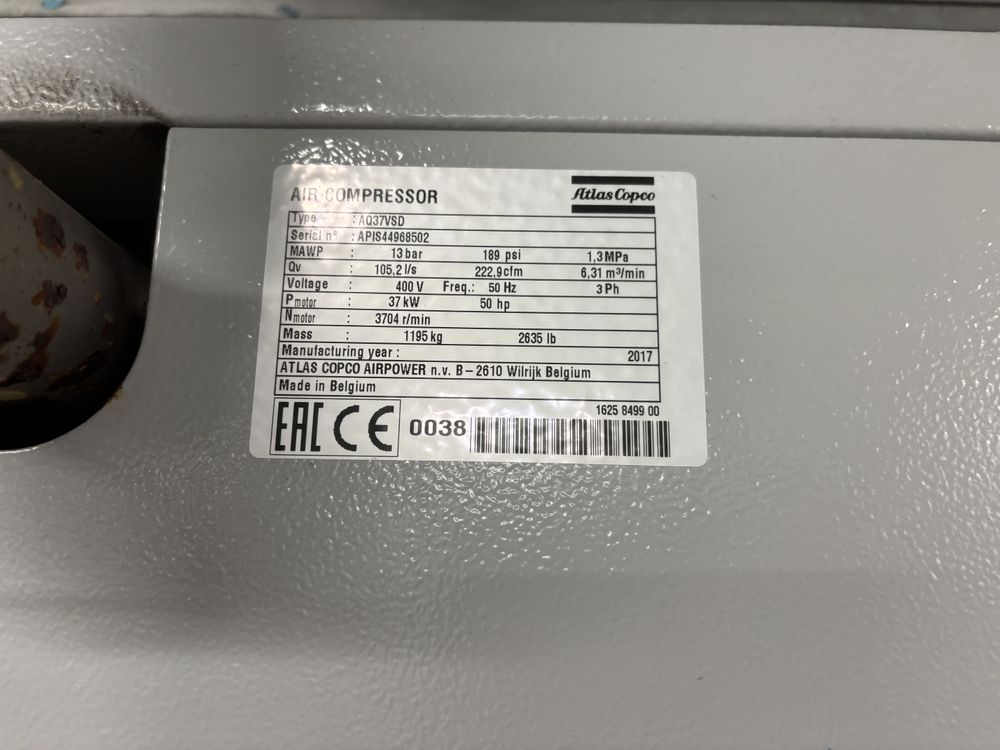 AIR COMPRESSOR
Atlas Copco
Type : AQ37VSD
Serial n° : APIS44968502
MAWP : 13 bar 189 psi 1,3 MPa
Qv : 105,2 l/s 222,9 cfm 6,31 m³/min
Voltage : 400 V Freq.: 50 Hz 3 Ph
Pmotor : 37 kW 50 hp
Nmotor : 3704 r/min
Mass : 1195 kg 2635 lb
Manufacturing year : 2017
ATLAS COPCO AIRPOWER n.v. B-2610 Wilrijk Belgium
Made in Belgium
1625 8499 00
EAC CE 0038